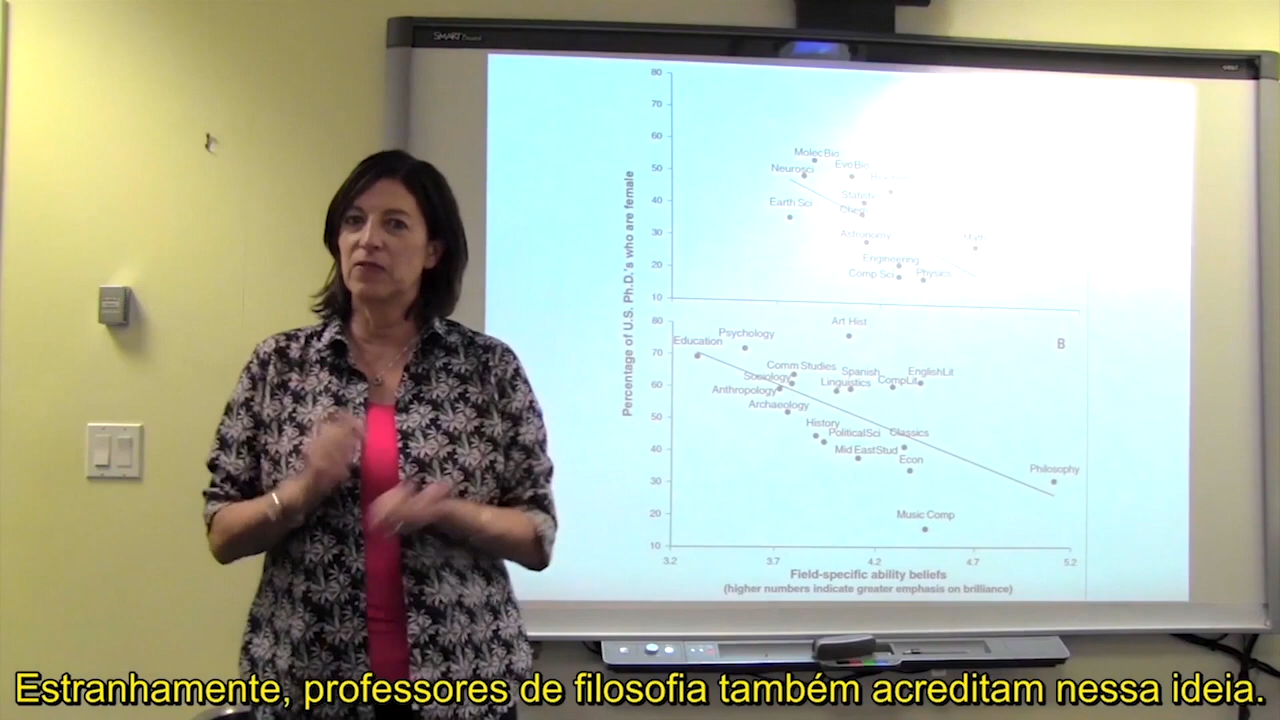 SMART Board
80
70
60
50
40
30
20
10
Molec Bio
Neurosci
Evo Bio
Earth Sci
Chem
Astronomy
Engineering
Comp Sci
Physics
Math
Percentage of U.S. Ph.D.'s who are female
80
70
60
50
40
30
20
10
B
Art Hist
Psychology
Education
Comm Studies
Sociology
Spanish
EnglishLit
Anthropology
Linguistics
CompLit
Archaeology
History
PoliticalSci
Classics
Mid EastStud
Econ
Philosophy
Music Comp
3.2 3.7 4.2 4.7 5.2
Field-specific ability beliefs
(higher numbers indicate greater emphasis on brilliance)
Estranhamente, professores de filosofia também acreditam nessa ideia.